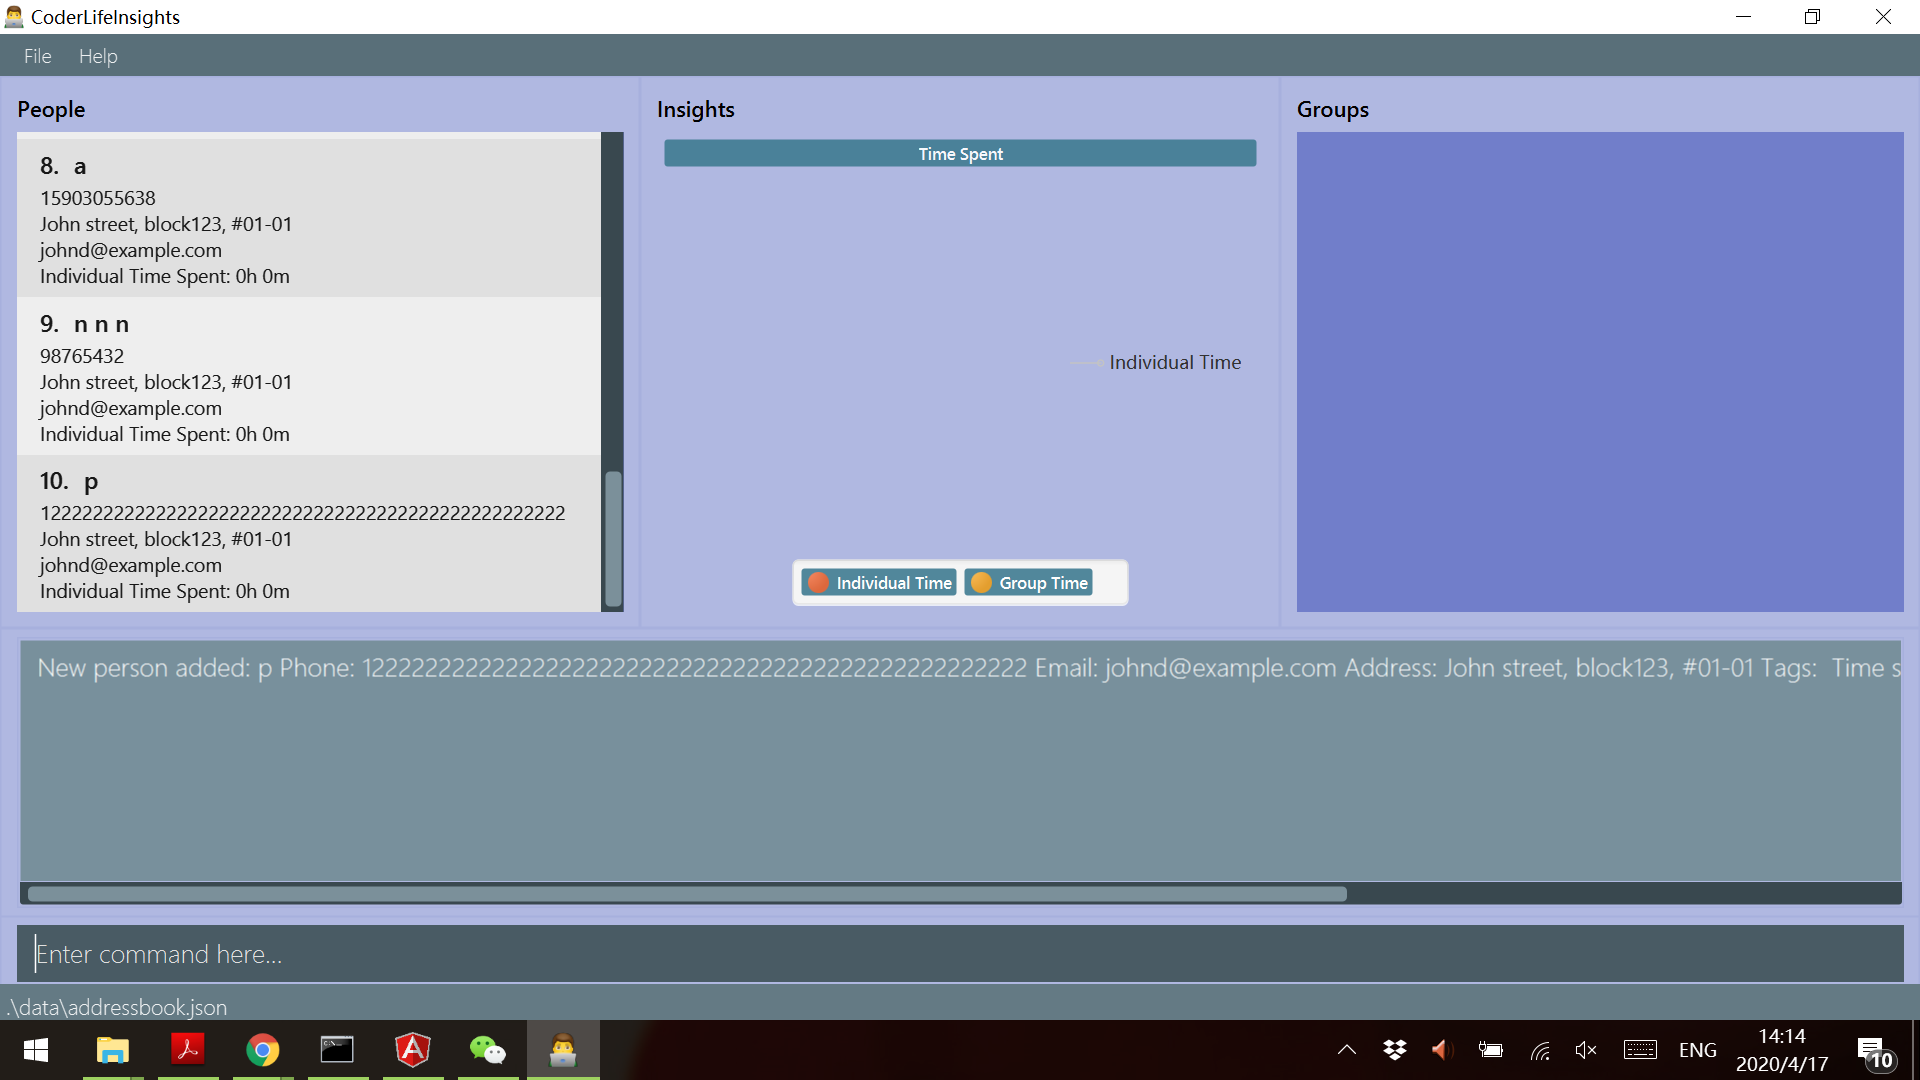 CoderLifeInsights
File Help
People
8. a
15903055638
John street, block123, #01-01
johnd@example.com
Individual Time Spent: 0h 0m
9. n n n
98765432
John street, block123, #01-01
johnd@example.com
Individual Time Spent: 0h 0m
10. p
John street, block123, #01-01
johnd@example.com
Individual Time Spent: 0h 0m
Insights
Time Spent
Individual Time
Individual Time Group Time
Groups
New person added: p Phone: Email: johnd@example.com Address: John street, block123, #01-01 Tags: Time s
Enter command here...
.\data\addressbook.json
ENG
14:14
2020/4/17
10